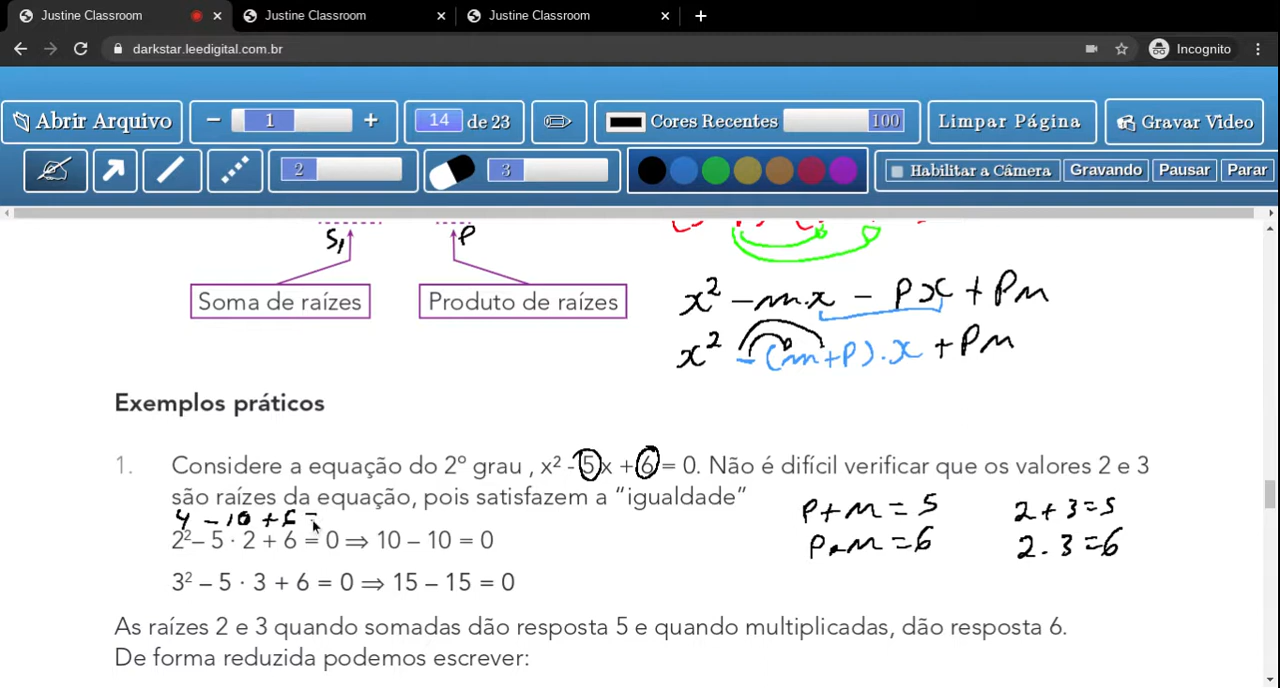 Justine Classroom
Justine Classroom
Justine Classroom
darkstar.leedigital.com.br
Incognito
Abrir Arquivo
− 1 +
14 de 23
Cores Recentes
100
Limpar Página
Gravar Video
2
3
Habilitar a Câmera
Gravando
Pausar
Parar
S,
P
Soma de raízes
Produto de raízes
x² − m.x − Px + Pm
x² − (m+P).x + Pm
Exemplos práticos
1. Considere a equação do 2º grau , x² - 5x + 6 = 0. Não é difícil verificar que os valores 2 e 3
são raízes da equação, pois satisfazem a “igualdade”
P+m = 5
2 + 3 = 5
4 − 10 + 6 =
2² – 5 · 2 + 6 = 0 ⇒ 10 – 10 = 0
P.m = 6
2 . 3 = 6
3² – 5 · 3 + 6 = 0 ⇒ 15 – 15 = 0
As raízes 2 e 3 quando somadas dão resposta 5 e quando multiplicadas, dão resposta 6.
De forma reduzida podemos escrever: